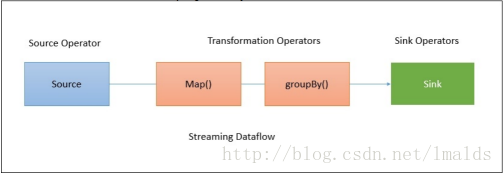 Source Operator
Transformation Operators
Sink Operators
Source
Map()
groupBy()
Sink
Streaming Dataflow
http://blog.csdn.net/lmalds